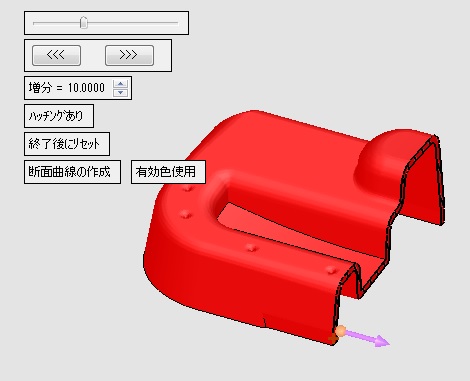 <<< >>>
増分 = 10.0000
ハッチングあり
終了後にリセット
断面曲線の作成 有効色使用